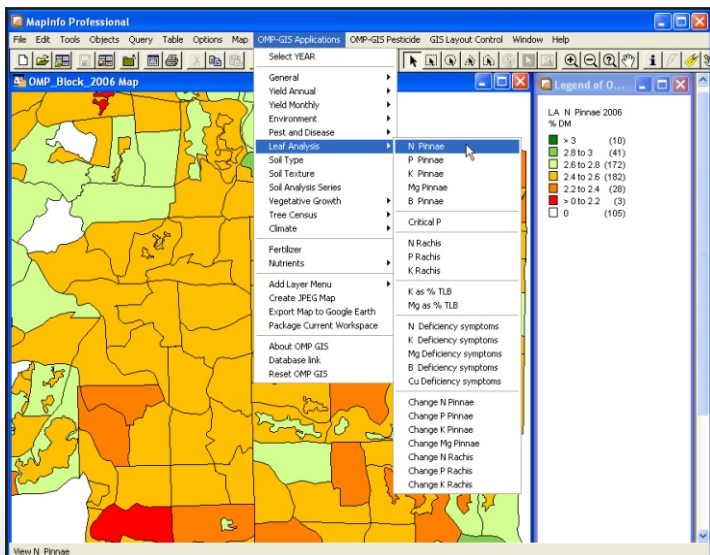 MapInfo Professional
File Edit Tools Objects Query Table Options Map OMP-GIS Applications OMP-GIS Pesticide GIS Layout Control Window Help
OMP_Block_2006 Map
Select YEAR
General
Yield Annual
Yield Monthly
Environment
Pest and Disease
Leaf Analysis
Soil Type
Soil Texture
Soil Analysis Series
Vegetative Growth
Tree Census
Climate
Fertilizer
Nutrients
Add Layer Menu
Create JPEG Map
Export Map to Google Earth
Package Current Workspace
About OMP GIS
Database link
Reset OMP GIS
N Pinnae
P Pinnae
K Pinnae
Mg Pinnae
B Pinnae
Critical P
N Rachis
P Rachis
K Rachis
K as % TLB
Mg as % TLB
N Deficiency symptoms
K Deficiency symptoms
Mg Deficiency symptoms
B Deficiency symptoms
Cu Deficiency symptoms
Change N Pinnae
Change P Pinnae
Change K Pinnae
Change Mg Pinnae
Change N Rachis
Change P Rachis
Change K Rachis
Legend of O...
LA N Pinnae 2006
% DM
> 3 (10)
2.8 to 3 (41)
2.6 to 2.8 (172)
2.4 to 2.6 (182)
2.2 to 2.4 (28)
> 0 to 2.2 (3)
0 (105)
View N Pinnae